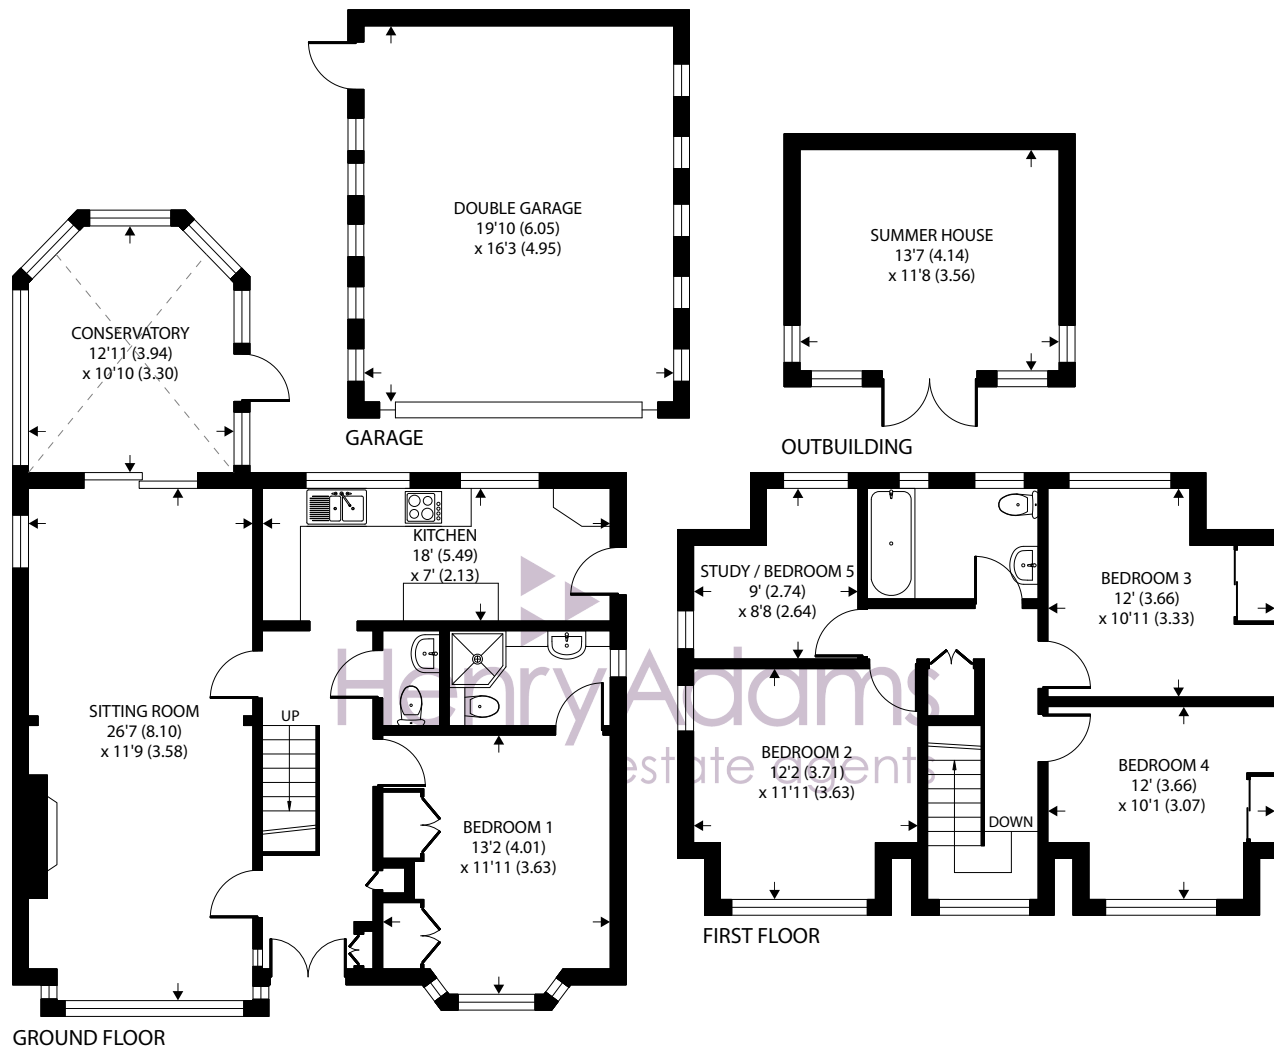 DOUBLE GARAGE
19'10 (6.05)
x 16'3 (4.95)
GARAGE
SUMMER HOUSE
13'7 (4.14)
x 11'8 (3.56)
OUTBUILDING
CONSERVATORY
12'11 (3.94)
x 10'10 (3.30)
KITCHEN
18' (5.49)
x 7' (2.13)
SITTING ROOM
26'7 (8.10)
x 11'9 (3.58)
UP
BEDROOM 1
13'2 (4.01)
x 11'11 (3.63)
GROUND FLOOR
STUDY / BEDROOM 5
9' (2.74)
x 8'8 (2.64)
BEDROOM 3
12' (3.66)
x 10'11 (3.33)
BEDROOM 2
12'2 (3.71)
x 11'11 (3.63)
BEDROOM 4
12' (3.66)
x 10'1 (3.07)
DOWN
FIRST FLOOR
Henry Adams
estate agents